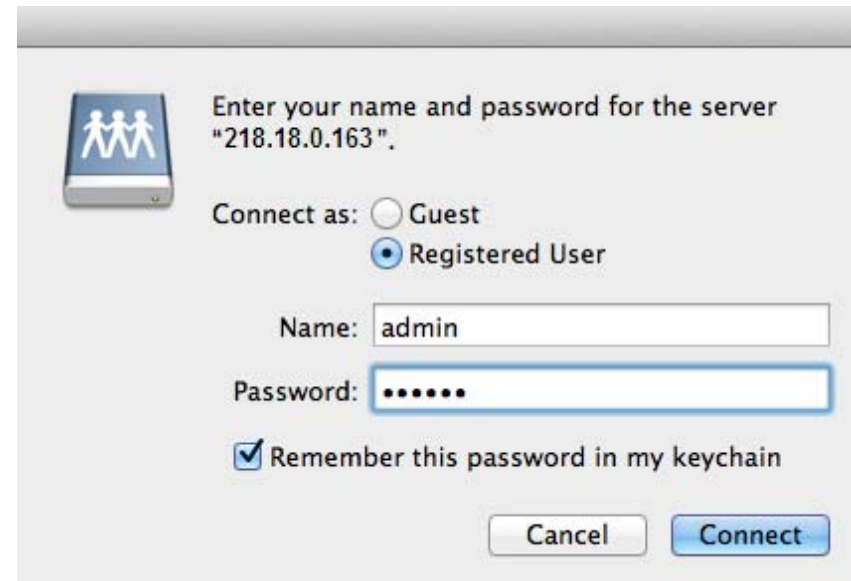 Enter your name and password for the server
"218.18.0.163".
Connect as: Guest
Registered User
Name: admin
Password: ••••••
Remember this password in my keychain
Cancel Connect